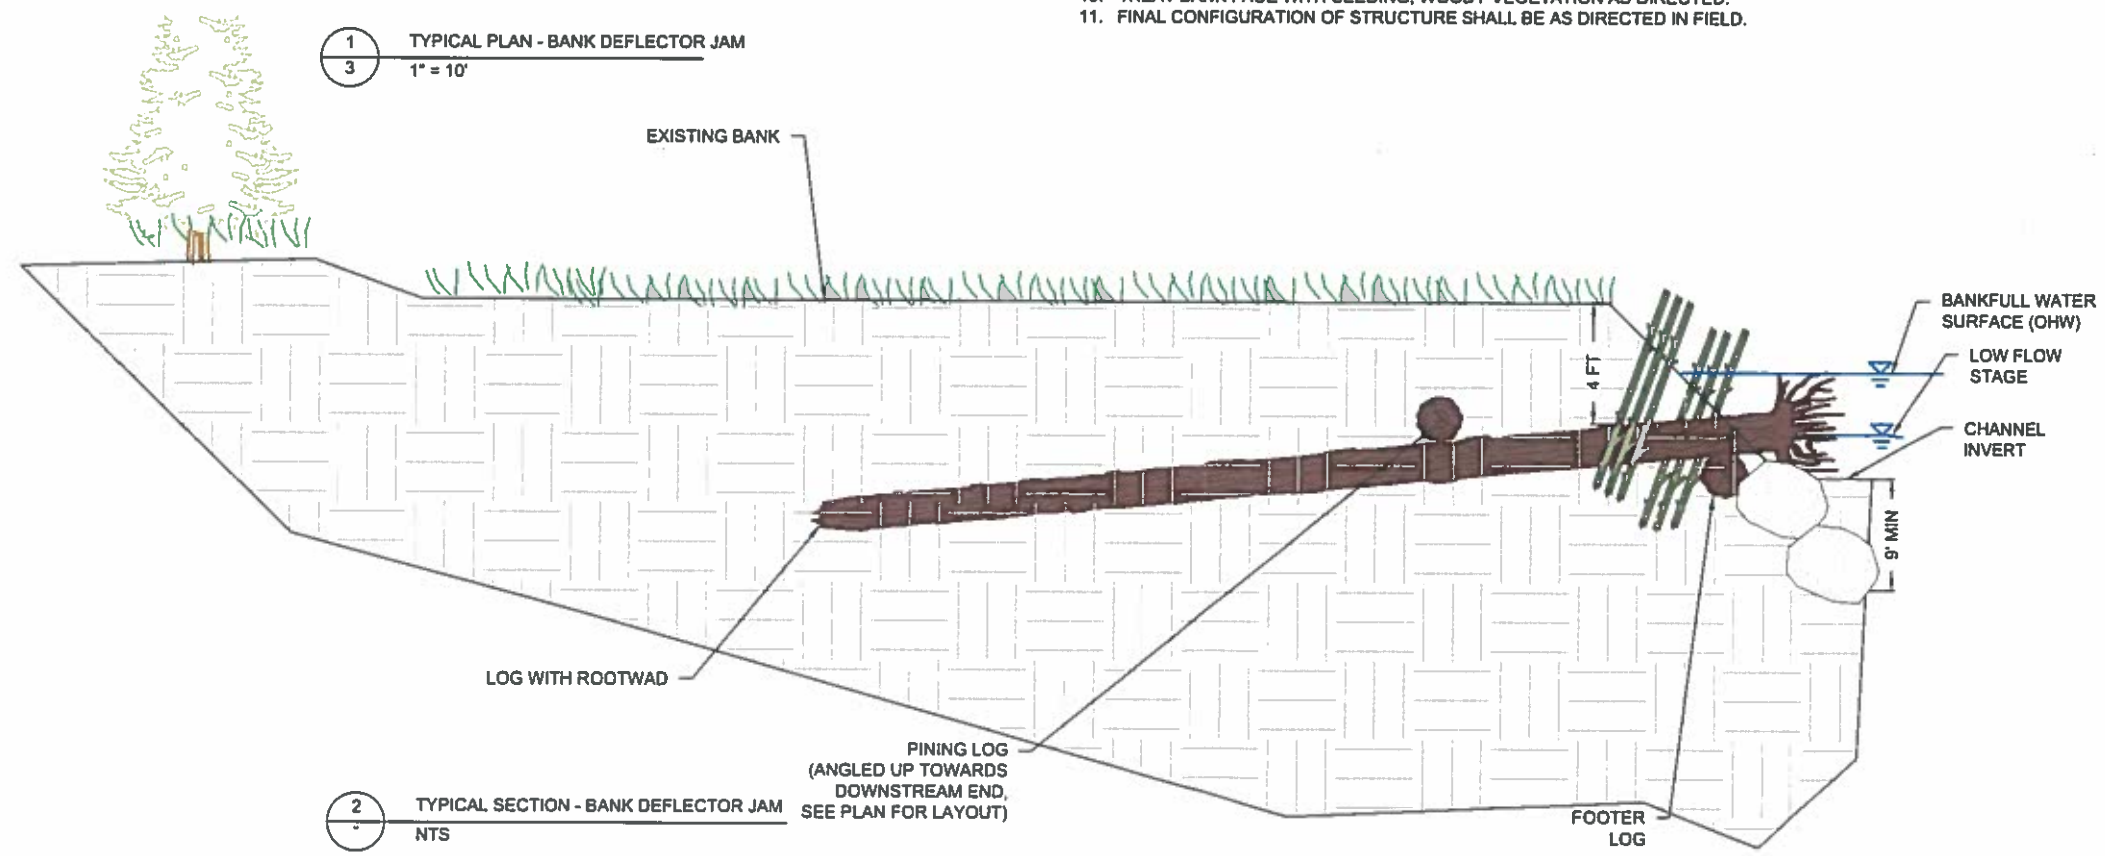 11. FINAL CONFIGURATION OF STRUCTURE SHALL BE AS DIRECTED IN FIELD.
1
3
TYPICAL PLAN - BANK DEFLECTOR JAM
1" = 10'
EXISTING BANK
4 FT
BANKFULL WATER
SURFACE (OHW)
LOW FLOW
STAGE
CHANNEL
INVERT
9' MIN
LOG WITH ROOTWAD
PINING LOG
(ANGLED UP TOWARDS
DOWNSTREAM END,
SEE PLAN FOR LAYOUT)
FOOTER
LOG
2
TYPICAL SECTION - BANK DEFLECTOR JAM
NTS